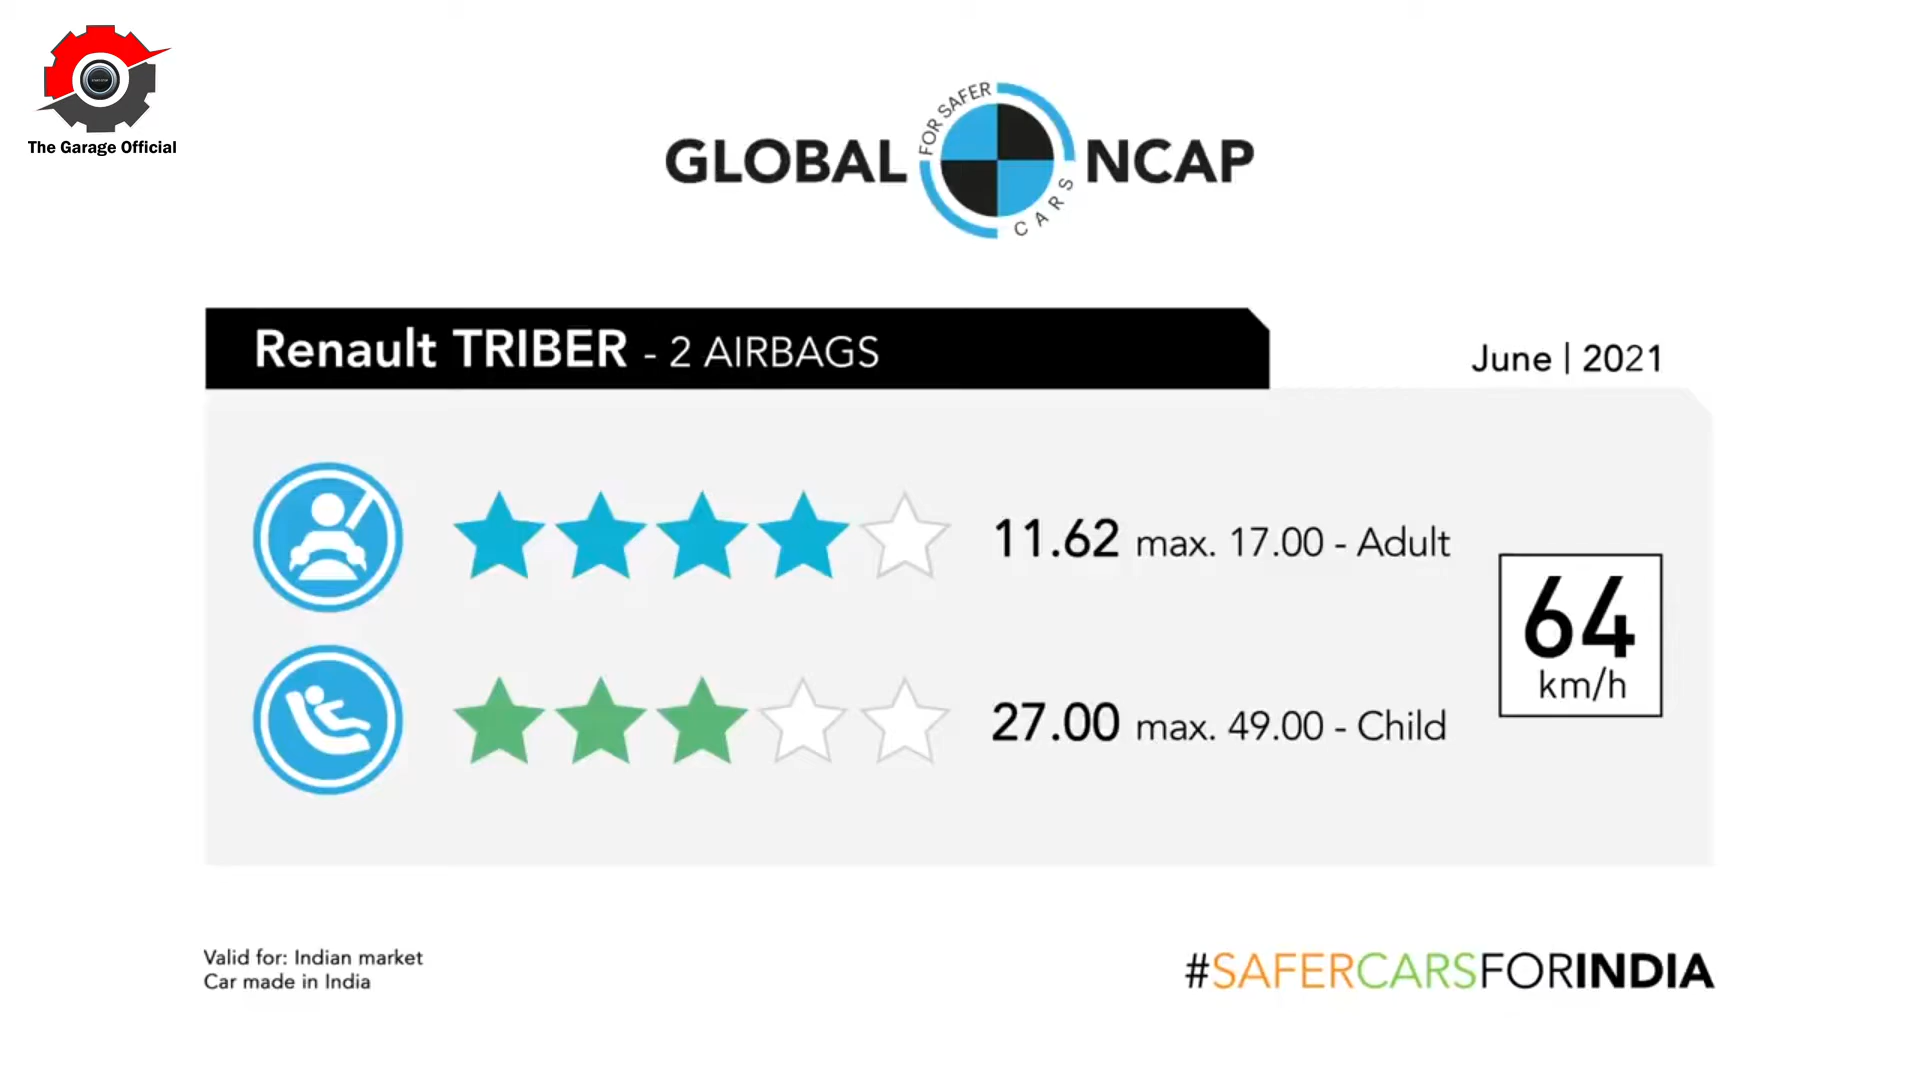 The Garage Official
GLOBAL FOR SAFER CARS NCAP
Renault TRIBER - 2 AIRBAGS
June | 2021
11.62 max. 17.00 - Adult
64
km/h
27.00 max. 49.00 - Child
Valid for: Indian market
Car made in India
#SAFERCARSFORINDIA